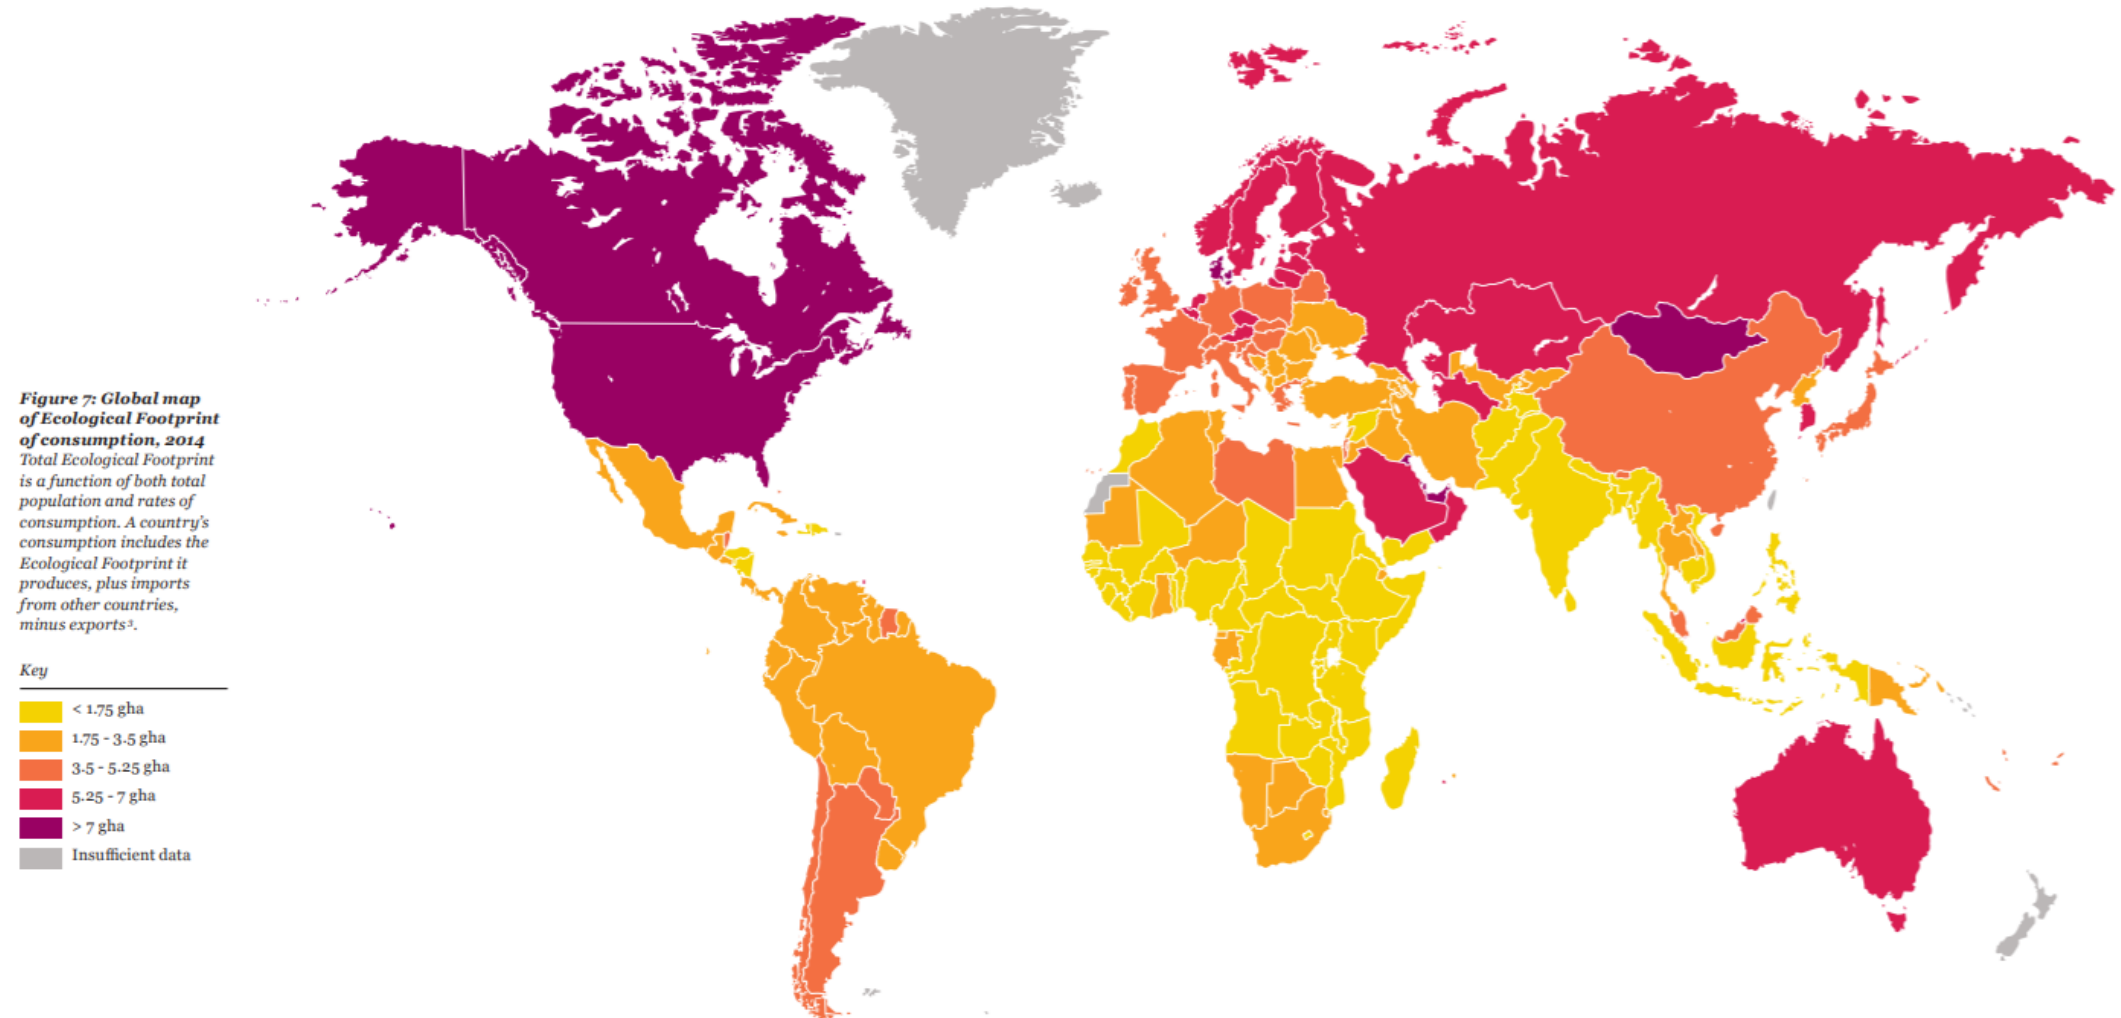 Figure 7: Global map
of Ecological Footprint
of consumption, 2014
Total Ecological Footprint
is a function of both total
population and rates of
consumption. A country's
consumption includes the
Ecological Footprint it
produces, plus imports
from other countries,
minus exports³.
Key
< 1.75 gha
1.75 - 3.5 gha
3.5 - 5.25 gha
5.25 - 7 gha
> 7 gha
Insufficient data